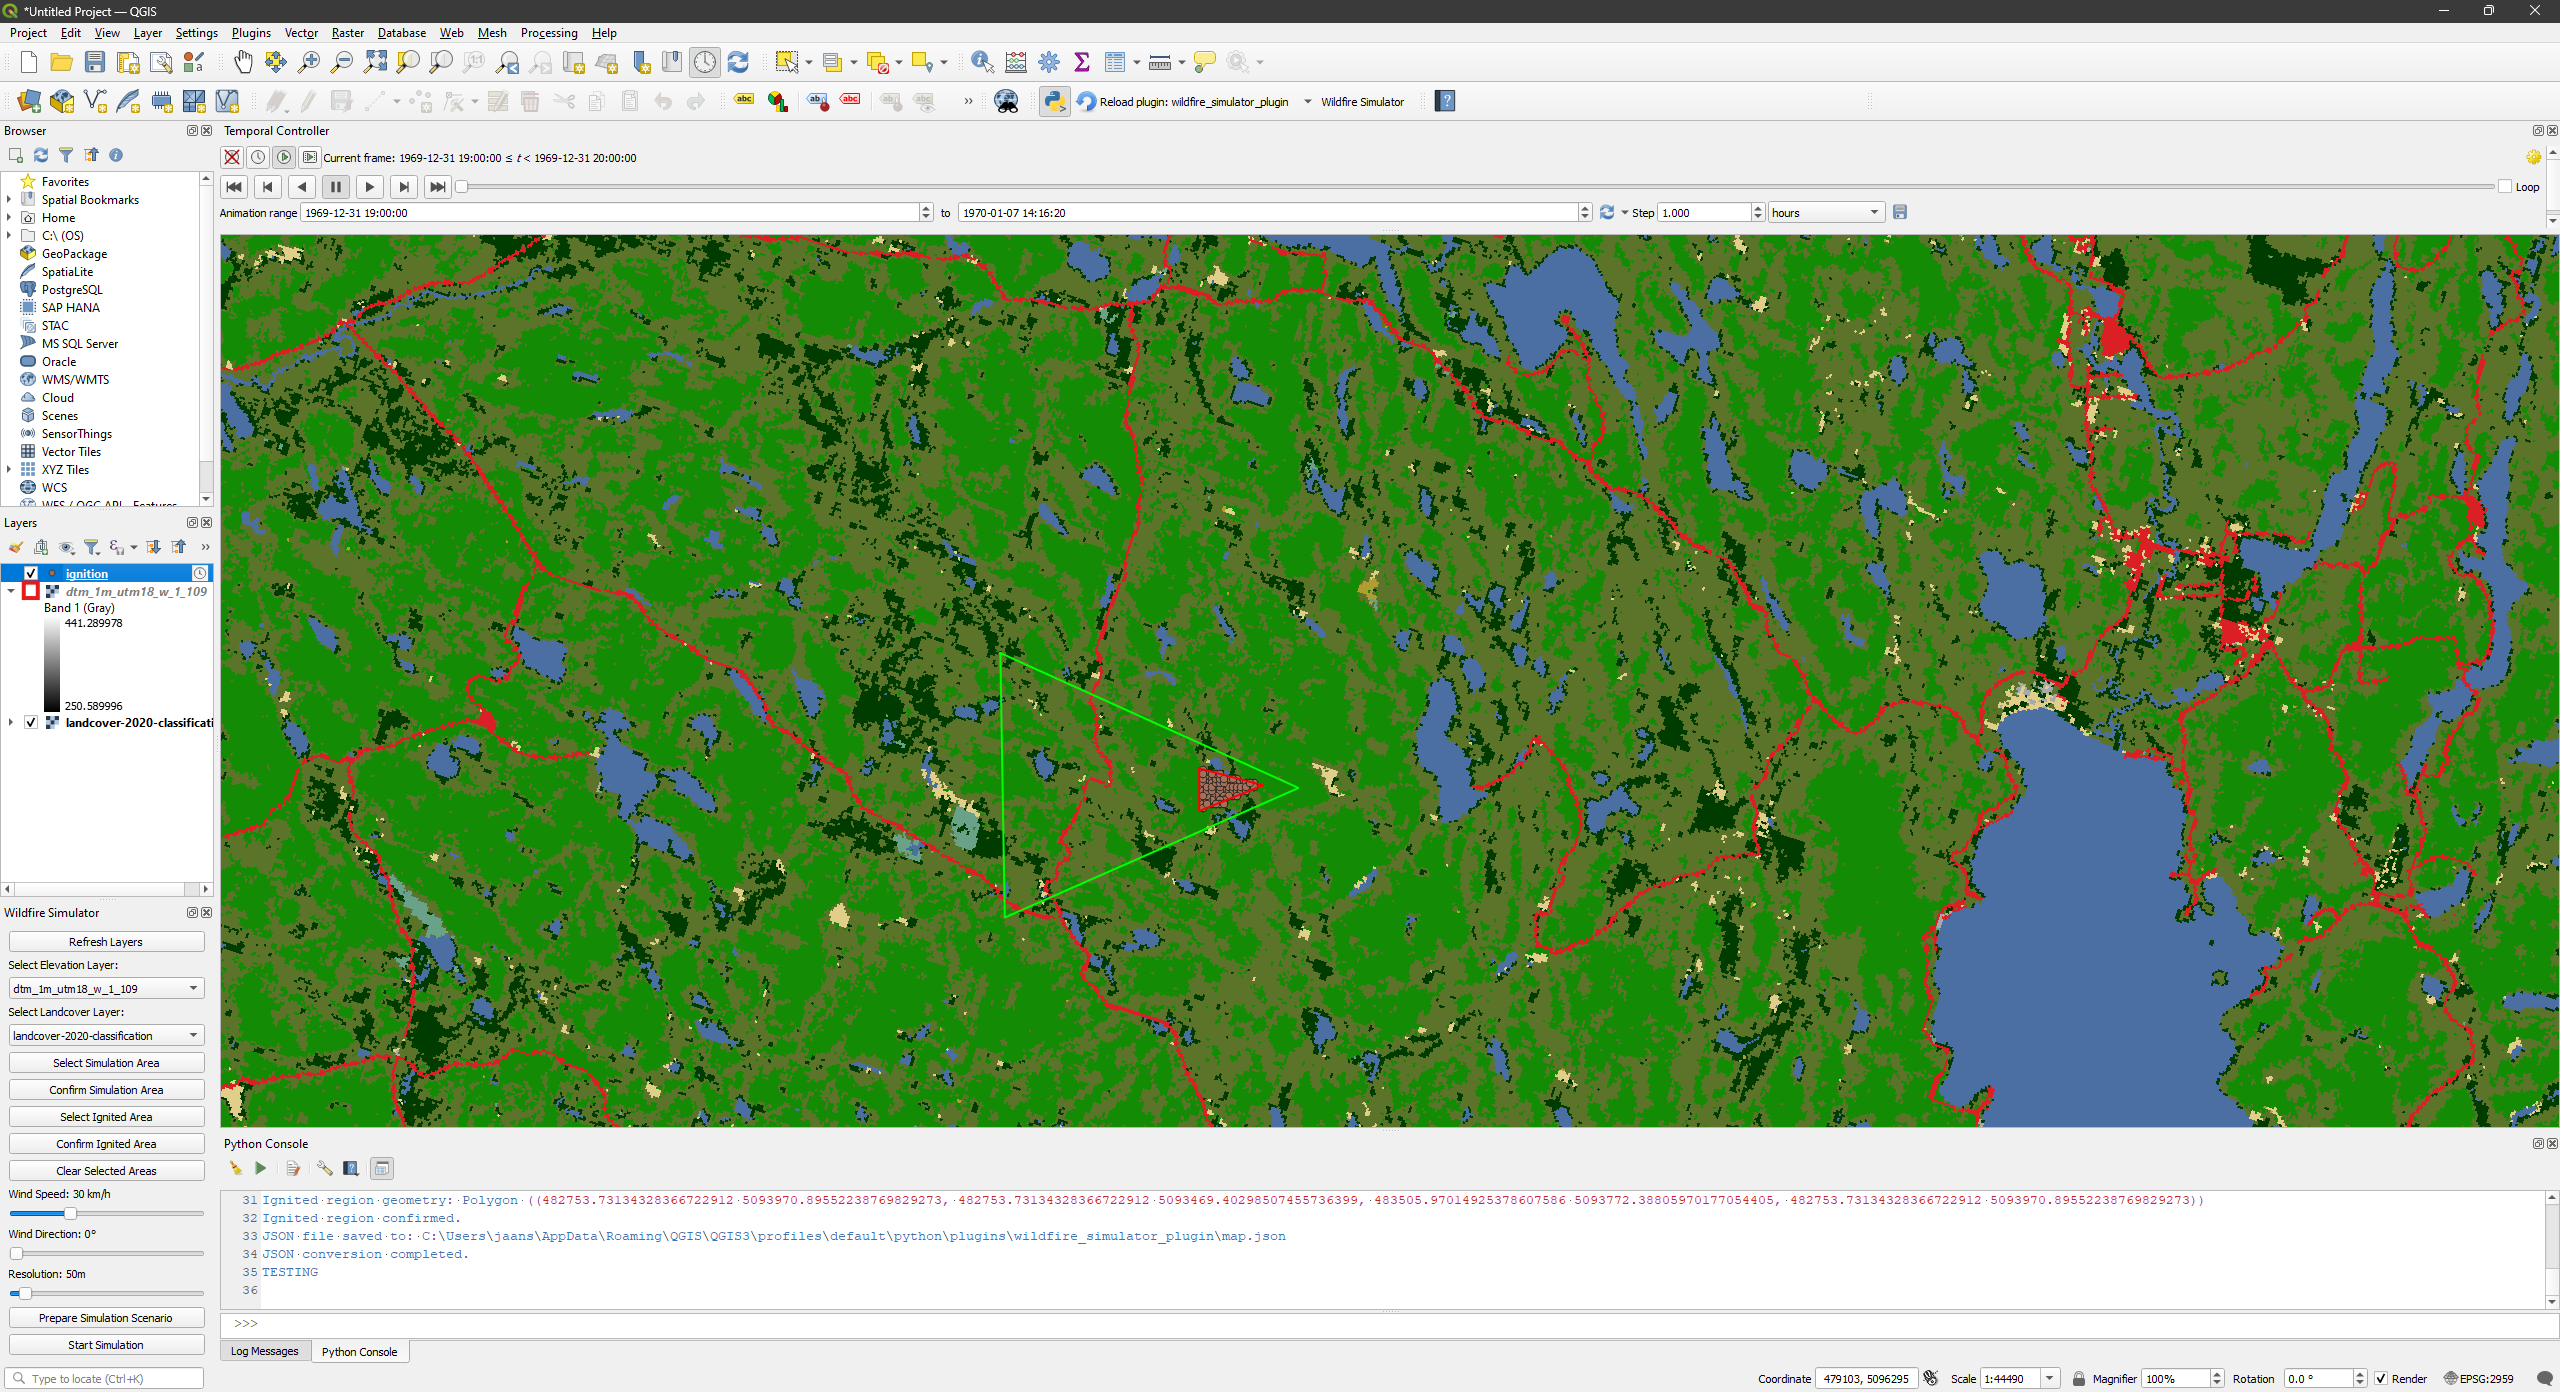 *Untitled Project — QGIS
Project Edit View Layer Settings Plugins Vector Raster Database Web Mesh Processing Help
Reload plugin: wildfire_simulator_plugin Wildfire Simulator
Browser
Favorites
Spatial Bookmarks
Home
C:\ (OS)
GeoPackage
SpatiaLite
PostgreSQL
SAP HANA
STAC
MS SQL Server
Oracle
WMS/WMTS
Cloud
Scenes
SensorThings
Vector Tiles
XYZ Tiles
WCS
WFS / OGC API - Features
Temporal Controller
Current frame: 1969-12-31 19:00:00 ≤ t < 1969-12-31 20:00:00
Loop
Animation range 1969-12-31 19:00:00 to 1970-01-07 14:16:20 Step 1.000 hours
Layers
ignition
dtm_1m_utm18_w_1_109
Band 1 (Gray)
441.289978
250.589996
landcover-2020-classificati
Wildfire Simulator
Refresh Layers
Select Elevation Layer:
dtm_1m_utm18_w_1_109
Select Landcover Layer:
landcover-2020-classification
Select Simulation Area
Confirm Simulation Area
Select Ignited Area
Confirm Ignited Area
Clear Selected Areas
Wind Speed: 30 km/h
Wind Direction: 0°
Resolution: 50m
Prepare Simulation Scenario
Start Simulation
Python Console
31 Ignited region geometry: Polygon ((482753.73134328366722912 5093970.89552238769829273, 482753.73134328366722912 5093469.40298507455736399, 483505.97014925378607586 5093772.38805970177054405, 482753.73134328366722912 5093970.89552238769829273))
32 Ignited region confirmed.
33 JSON file saved to: C:\Users\jaans\AppData\Roaming\QGIS\QGIS3\profiles\default\python\plugins\wildfire_simulator_plugin\map.json
34 JSON conversion completed.
35 TESTING
36
>>>
Log Messages Python Console
Type to locate (Ctrl+K)
Coordinate 479103, 5096295 Scale 1:44490 Magnifier 100% Rotation 0.0 ° Render EPSG:2959